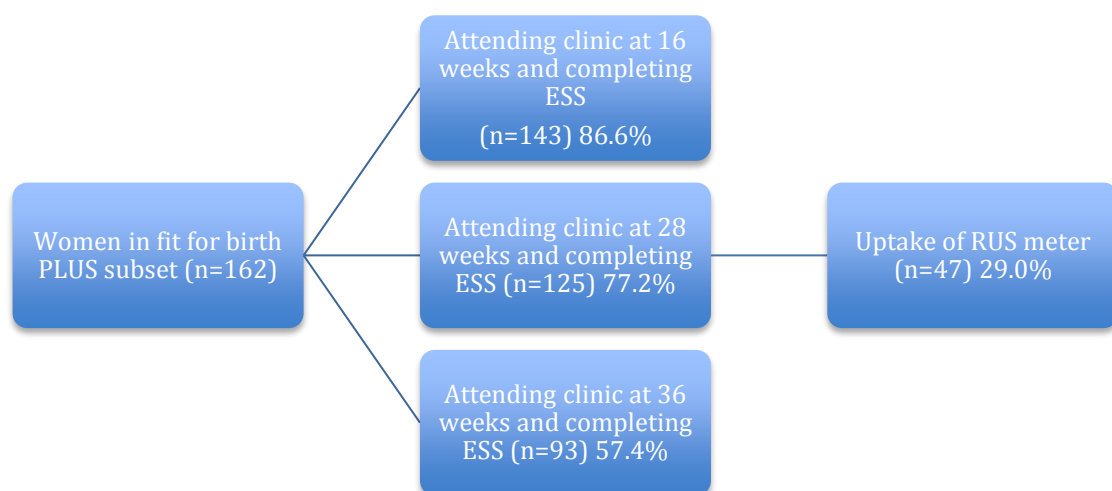 Women in fit for birth
PLUS subset (n=162)
Attending clinic at 16
weeks and completing
ESS
(n=143) 86.6%
Attending clinic at 28
weeks and completing
ESS (n=125) 77.2%
Attending clinic at 36
weeks and completing
ESS (n=93) 57.4%
Uptake of RUS meter
(n=47) 29.0%